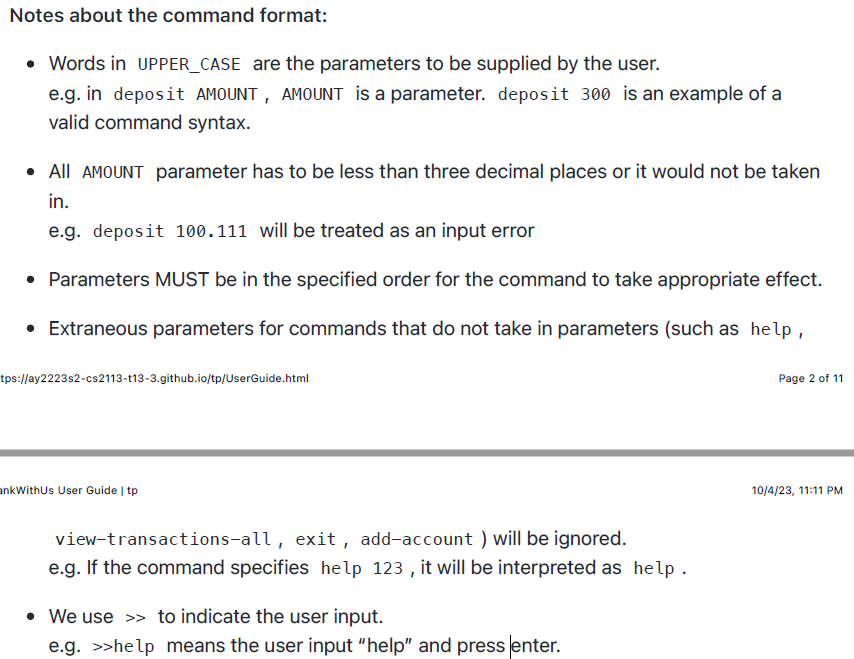 Notes about the command format:
• Words in UPPER_CASE are the parameters to be supplied by the user.
e.g. in deposit AMOUNT , AMOUNT is a parameter. deposit 300 is an example of a
valid command syntax.
• All AMOUNT parameter has to be less than three decimal places or it would not be taken
in.
e.g. deposit 100.111 will be treated as an input error
• Parameters MUST be in the specified order for the command to take appropriate effect.
• Extraneous parameters for commands that do not take in parameters (such as help ,
tps://ay2223s2-cs2113-t13-3.github.io/tp/UserGuide.html Page 2 of 11
ankWithUs User Guide | tp 10/4/23, 11:11 PM
view-transactions-all , exit , add-account ) will be ignored.
e.g. If the command specifies help 123 , it will be interpreted as help .
• We use >> to indicate the user input.
e.g. >>help means the user input “help” and press enter.